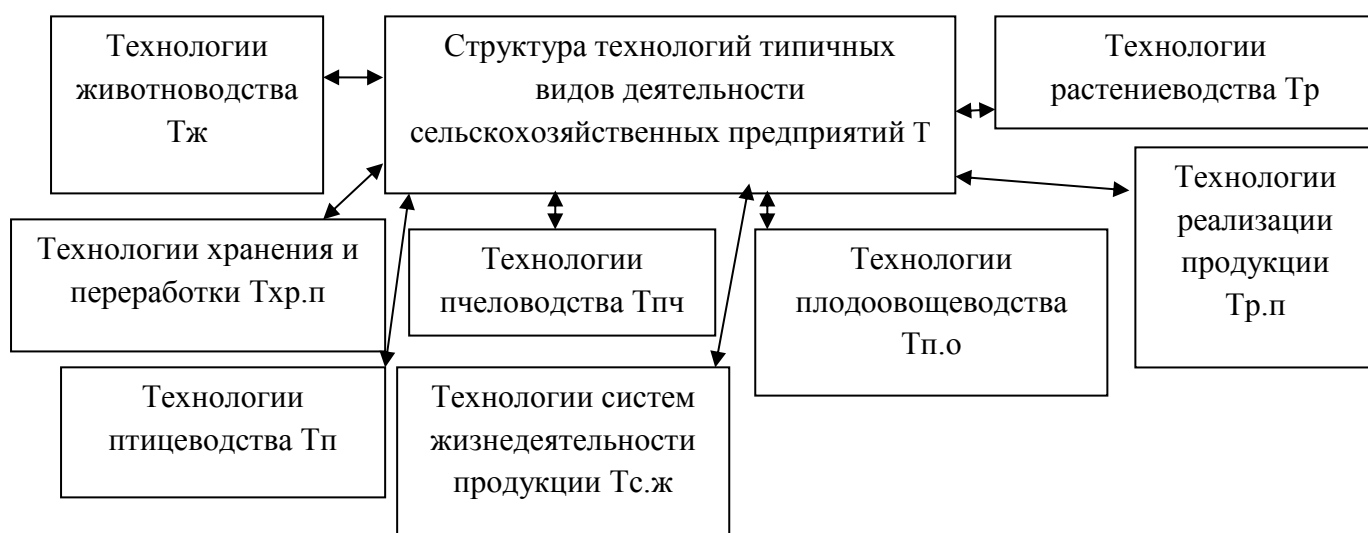 Технологии
животноводства
Тж
Структура технологий типичных
видов деятельности
сельскохозяйственных предприятий Т
Технологии
растениеводства Тр
Технологии
реализации
продукции
Тр.п
Технологии хранения и
переработки Тхр.п
Технологии
пчеловодства Тпч
Технологии
плодоовощеводства
Тп.о
Технологии
птицеводства Тп
Технологии систем
жизнедеятельности
продукции Тс.ж